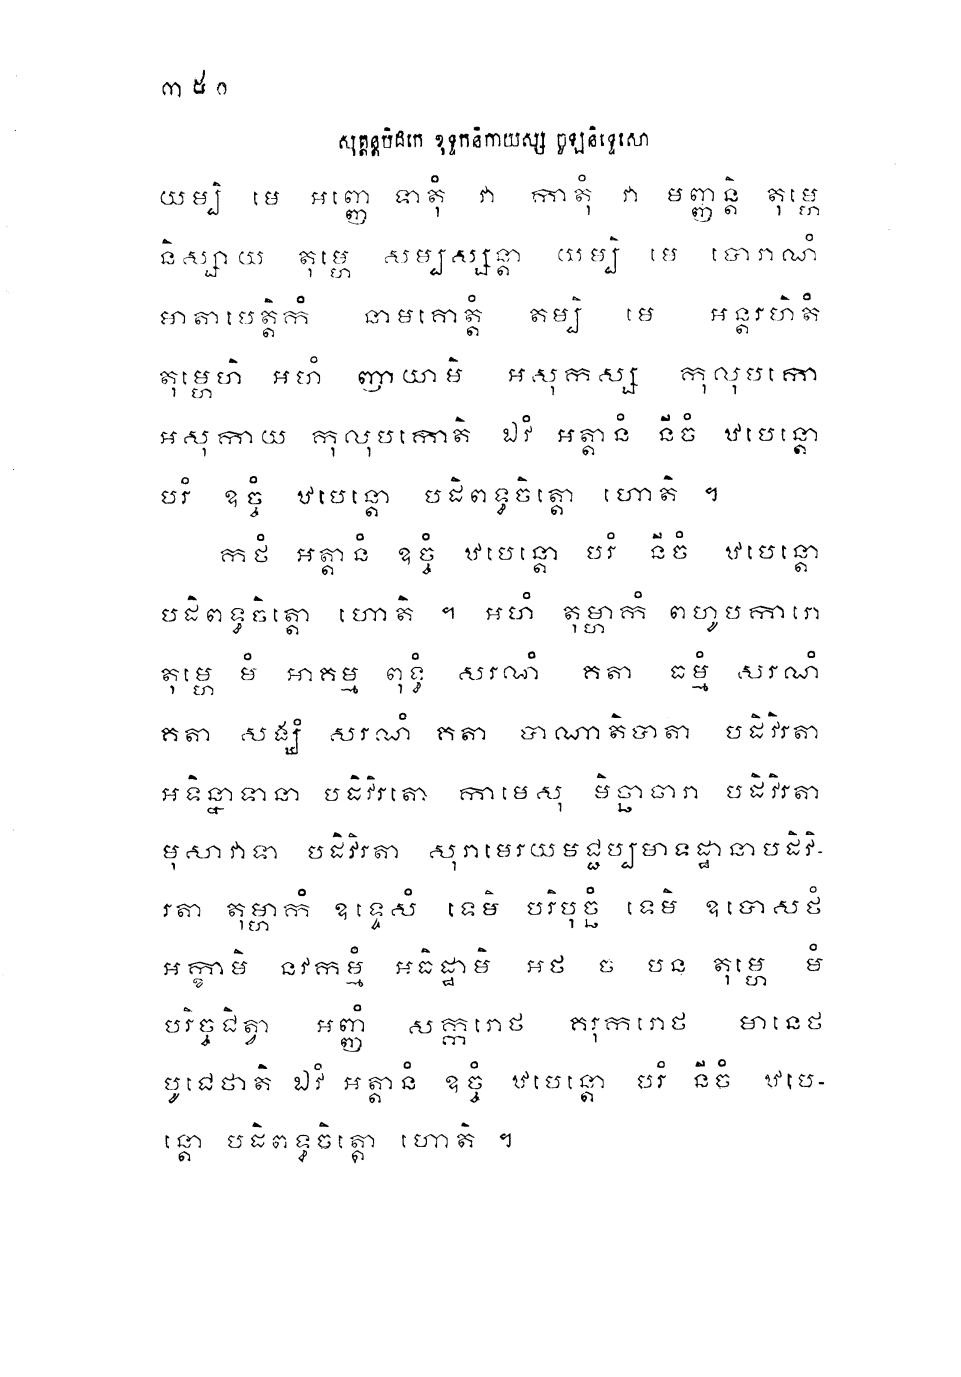 ៣៥០
សុត្តន្តបិដកេ ខុទ្ទកនិកាយស្ស ចូឡនិទ្ទេសោ
យម្បិ មេ អញ្ញេ ទាតុំ វា កាតុំ វា មញ្ញន្តិ តុម្ហេ
និស្សាយ តុម្ហេ សម្បស្សន្តា យម្បិ មេ បោរាណំ
មាតាបេត្តិកំ នាមគោត្តំ តម្បិ មេ អន្តរហិតំ
តុម្ហេហិ អហំ ញាយាមិ អសុកស្ស កុលុបកោ
អសុកាយ កុលុបកោតិ ឯវំ អត្តានំ នីចំ ឋបេន្តោ
បរំ ឧច្ចំ ឋបេន្តោ បដិពទ្ធចិត្តោ ហោតិ ។
កថំ អត្តានំ ឧច្ចំ ឋបេន្តោ បរំ នីចំ ឋបេន្តោ
បដិពទ្ធចិត្តោ ហោតិ ។ អហំ តុម្ហាកំ ពហូបការោ
តុម្ហេ មំ អាគម្ម ពុទ្ធំ សរណំ គតា ធម្មំ សរណំ
គតា សង្ឃំ សរណំ គតា បាណាតិបាតា បដិវិរតា
អទិន្នាទានា បដិវិរតោ កាមេសុ មិច្ឆាចារា បដិវិរតា
មុសាវាទា បដិវិរតា សុរាមេរយមជ្ជប្បមាទដ្ឋានាបដិវិ-
រតា តុម្ហាកំ ឧទ្ទេសំ ទេមិ បរិបុច្ឆំ ទេមិ ឧបោសថំ
អក្ខាមិ នវកម្មំ អធិដ្ឋាមិ អថ ច បន តុម្ហេ មំ
បរិច្ចជិត្វា អញ្ញំ សក្ករោថ គរុករោថ មានេថ
បូជេថាតិ ឯវំ អត្តានំ ឧច្ចំ ឋបេន្តោ បរំ នីចំ ឋបេ-
ន្តោ បដិពទ្ធចិត្តោ ហោតិ ។